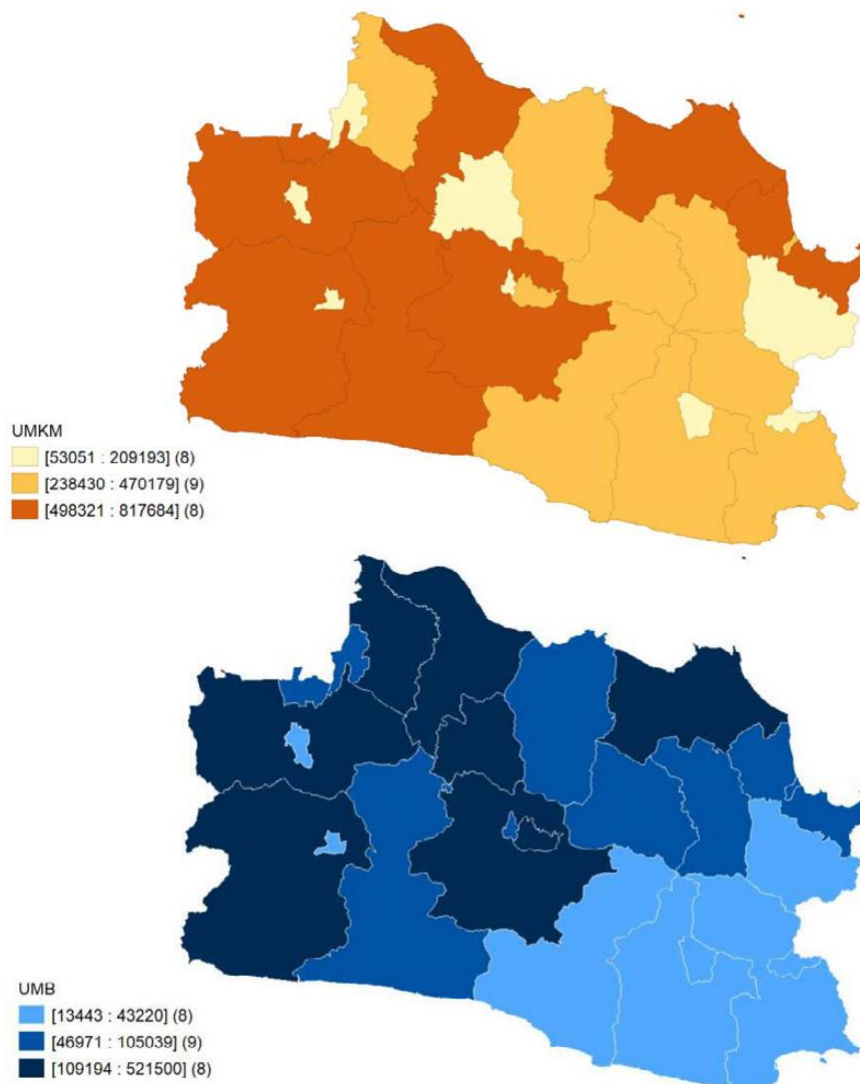 UMKM
[53051 : 209193] (8)
[238430 : 470179] (9)
[498321 : 817684] (8)
UMB
[13443 : 43220] (8)
[46971 : 105039] (9)
[109194 : 521500] (8)